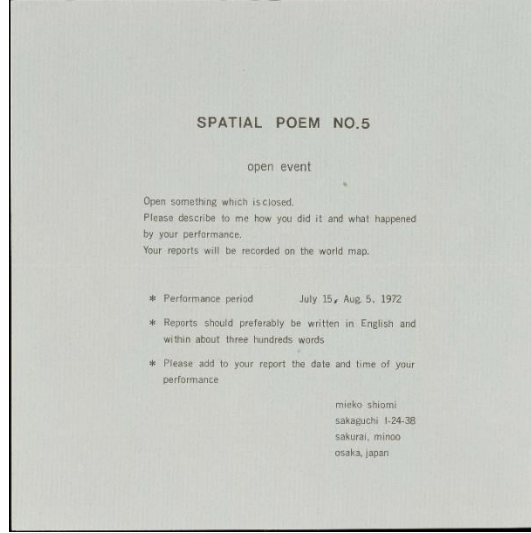 SPATIAL POEM NO.5
open event
Open something which is closed.
Please describe to me how you did it and what happened
by your performance.
Your reports will be recorded on the world map.
* Performance period July 15, Aug. 5, 1972
* Reports should preferably be written in English and
within about three hundreds words
* Please add to your report the date and time of your
performance
mieko shiomi
sakaguchi 1-24-38
sakurai, minoo
osaka, japan